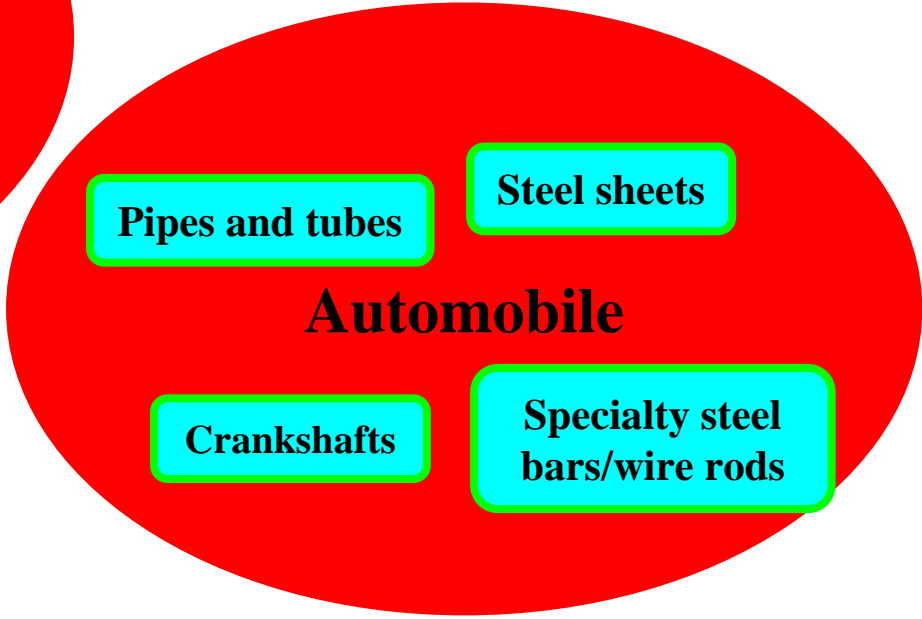 Steel sheets
Pipes and tubes
Automobile
Crankshafts
Specialty steel
bars/wire rods